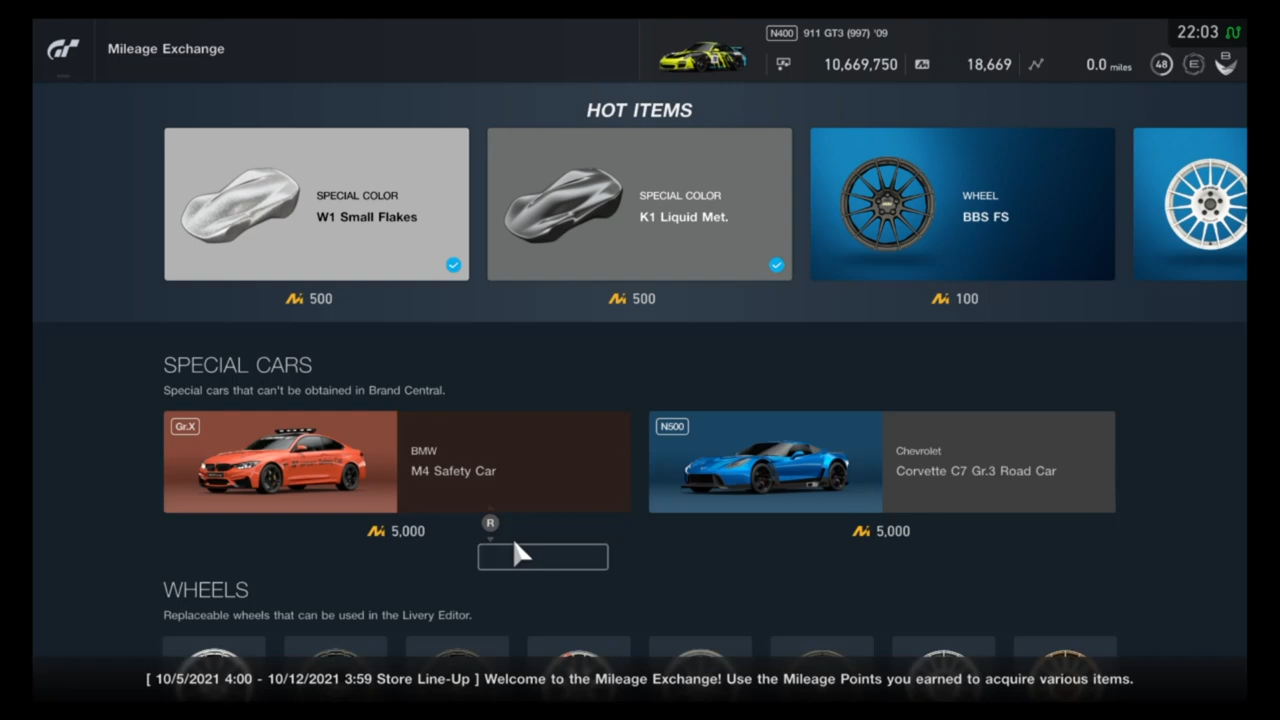 Mileage Exchange
N400 911 GT3 (997) '09
22:03
10,669,750 18,669 0.0 miles 48 E B
HOT ITEMS
SPECIAL COLOR
W1 Small Flakes
500
SPECIAL COLOR
K1 Liquid Met.
500
WHEEL
BBS FS
100
SPECIAL CARS
Special cars that can't be obtained in Brand Central.
Gr.X
BMW
M4 Safety Car
5,000
N500
Chevrolet
Corvette C7 Gr.3 Road Car
5,000
R
WHEELS
Replaceable wheels that can be used in the Livery Editor.
[ 10/5/2021 4:00 - 10/12/2021 3:59 Store Line-Up ] Welcome to the Mileage Exchange! Use the Mileage Points you earned to acquire various items.